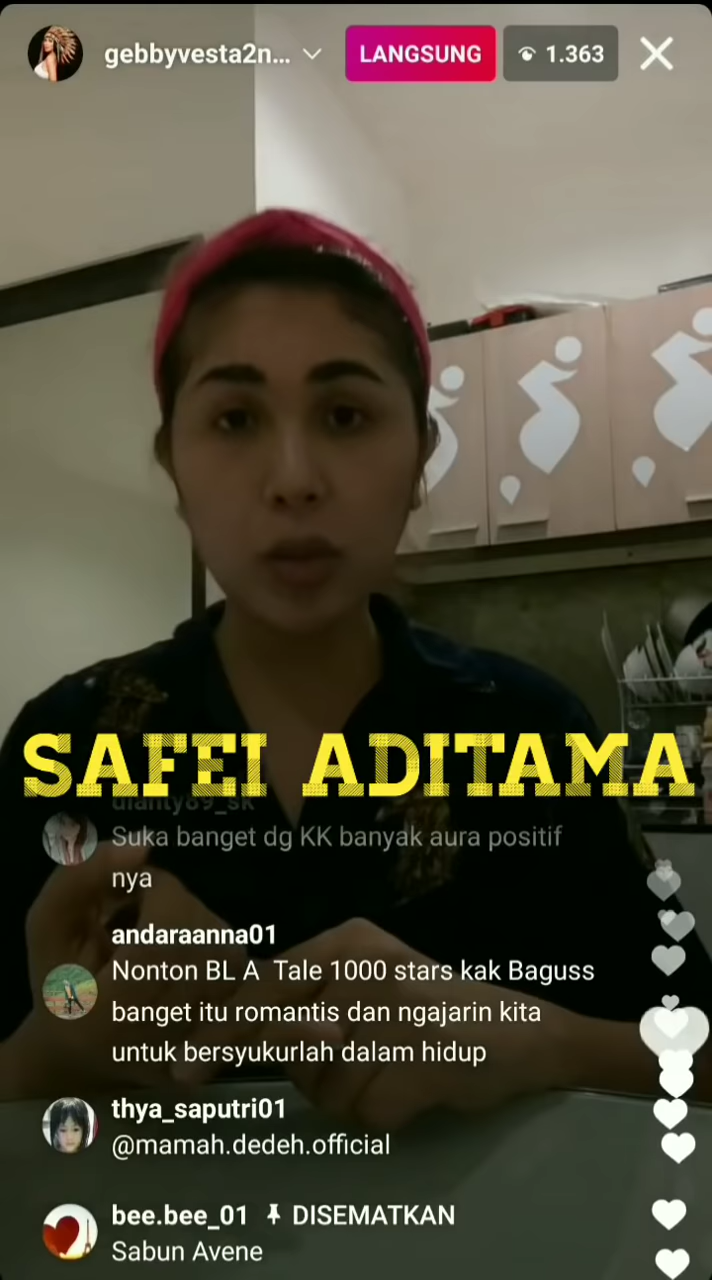 gebbyvesta2n...
LANGSUNG
1.363
SAFEI ADITAMA
dianty89_sk
Suka banget dg KK banyak aura positif
nya
andaraanna01
Nonton BL A Tale 1000 stars kak Baguss
banget itu romantis dan ngajarin kita
untuk bersyukurlah dalam hidup
thya_saputri01
@mamah.dedeh.official
bee.bee_01 DISEMATKAN
Sabun Avene